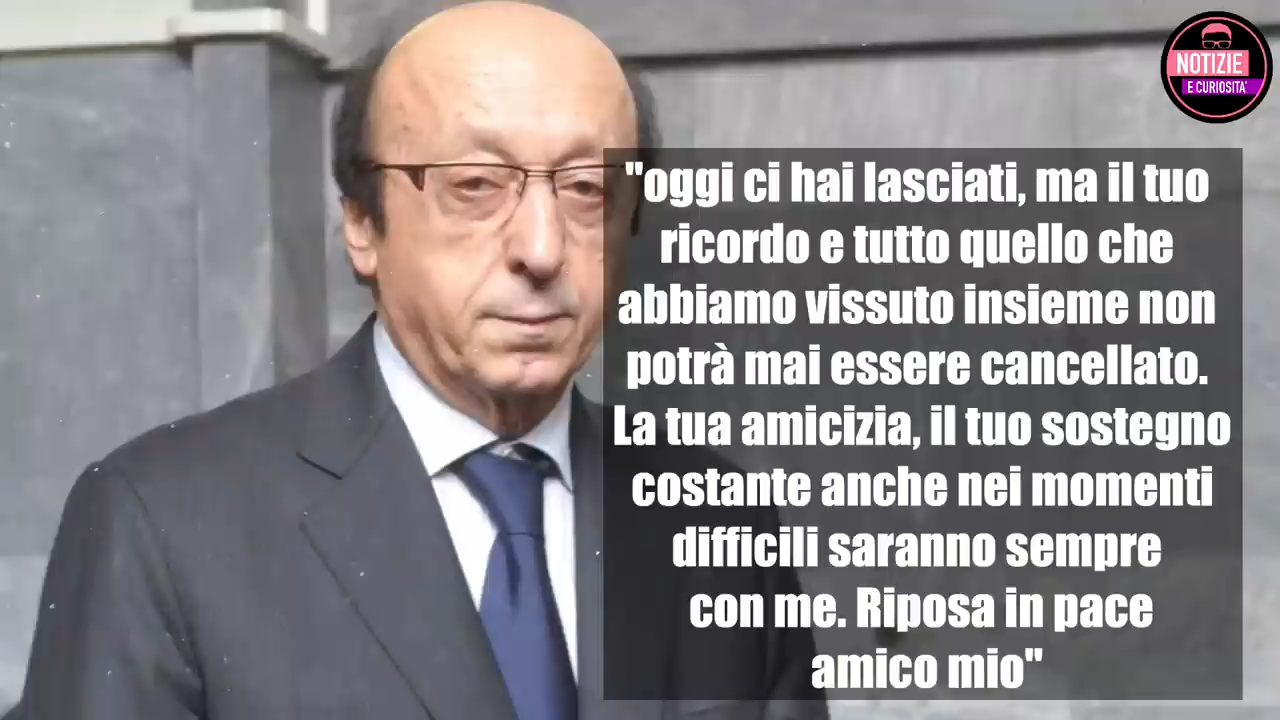 NOTIZIE
E CURIOSITA'
"oggi ci hai lasciati, ma il tuo
ricordo e tutto quello che
abbiamo vissuto insieme non
potrà mai essere cancellato.
La tua amicizia, il tuo sostegno
costante anche nei momenti
difficili saranno sempre
con me. Riposa in pace
amico mio"